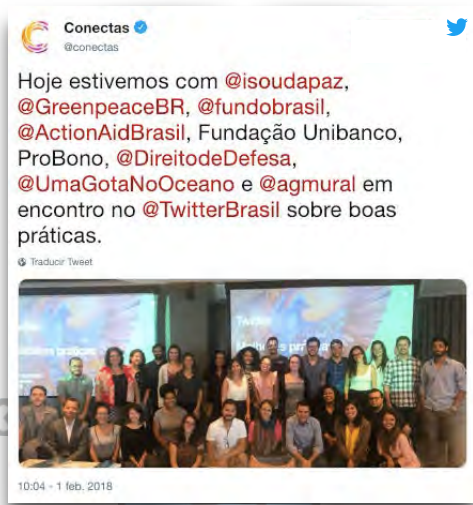 Conectas
@conectas
Hoje estivemos com @isoudapaz,
@GreenpeaceBR, @fundobrasil,
@ActionAidBrasil, Fundação Unibanco,
ProBono, @DireitodeDefesa,
@UmaGotaNoOceano e @agmural em
encontro no @TwitterBrasil sobre boas
práticas.
Traducir Tweet
Twitter
10:04 - 1 feb. 2018